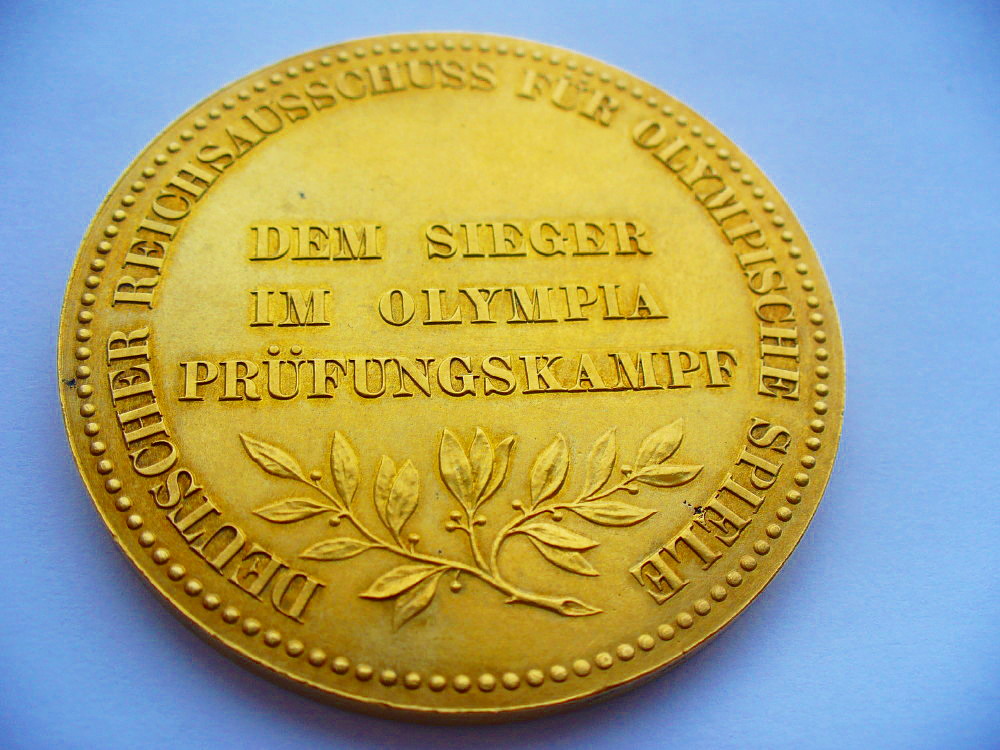 DEUTSCHER REICHSAUSSCHUSS FÜR OLYMPISCHE SPIELE
DEM SIEGER
IM OLYMPIA
PRÜFUNGSKAMPF